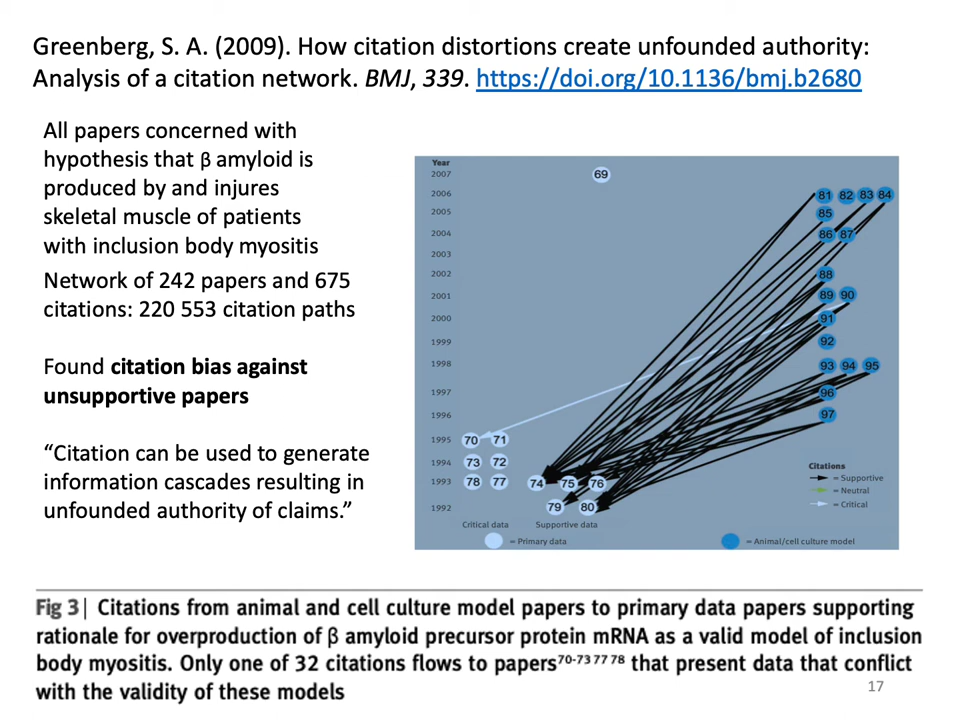 Greenberg, S. A. (2009). How citation distortions create unfounded authority:
Analysis of a citation network. BMJ, 339. https://doi.org/10.1136/bmj.b2680
All papers concerned with
hypothesis that β amyloid is
produced by and injures
skeletal muscle of patients
with inclusion body myositis
Network of 242 papers and 675
citations: 220 553 citation paths
Found citation bias against
unsupportive papers
“Citation can be used to generate
information cascades resulting in
unfounded authority of claims.”
Year
2007 69
2006 81 82 83 84
2005 85
2004 86 87
2003
2002 88
2001 89 90
2000 91
1999 92
1998 93 94 95
1997 96
1996 97
1995 70 71
1994 73 72
1993 78 77 74 75 76
1992 79 80
Citations
= Supportive
= Neutral
= Critical
Critical data Supportive data
= Primary data = Animal/cell culture model
Fig 3| Citations from animal and cell culture model papers to primary data papers supporting
rationale for overproduction of β amyloid precursor protein mRNA as a valid model of inclusion
body myositis. Only one of 32 citations flows to papers70-73 77 78 that present data that conflict
with the validity of these models
17